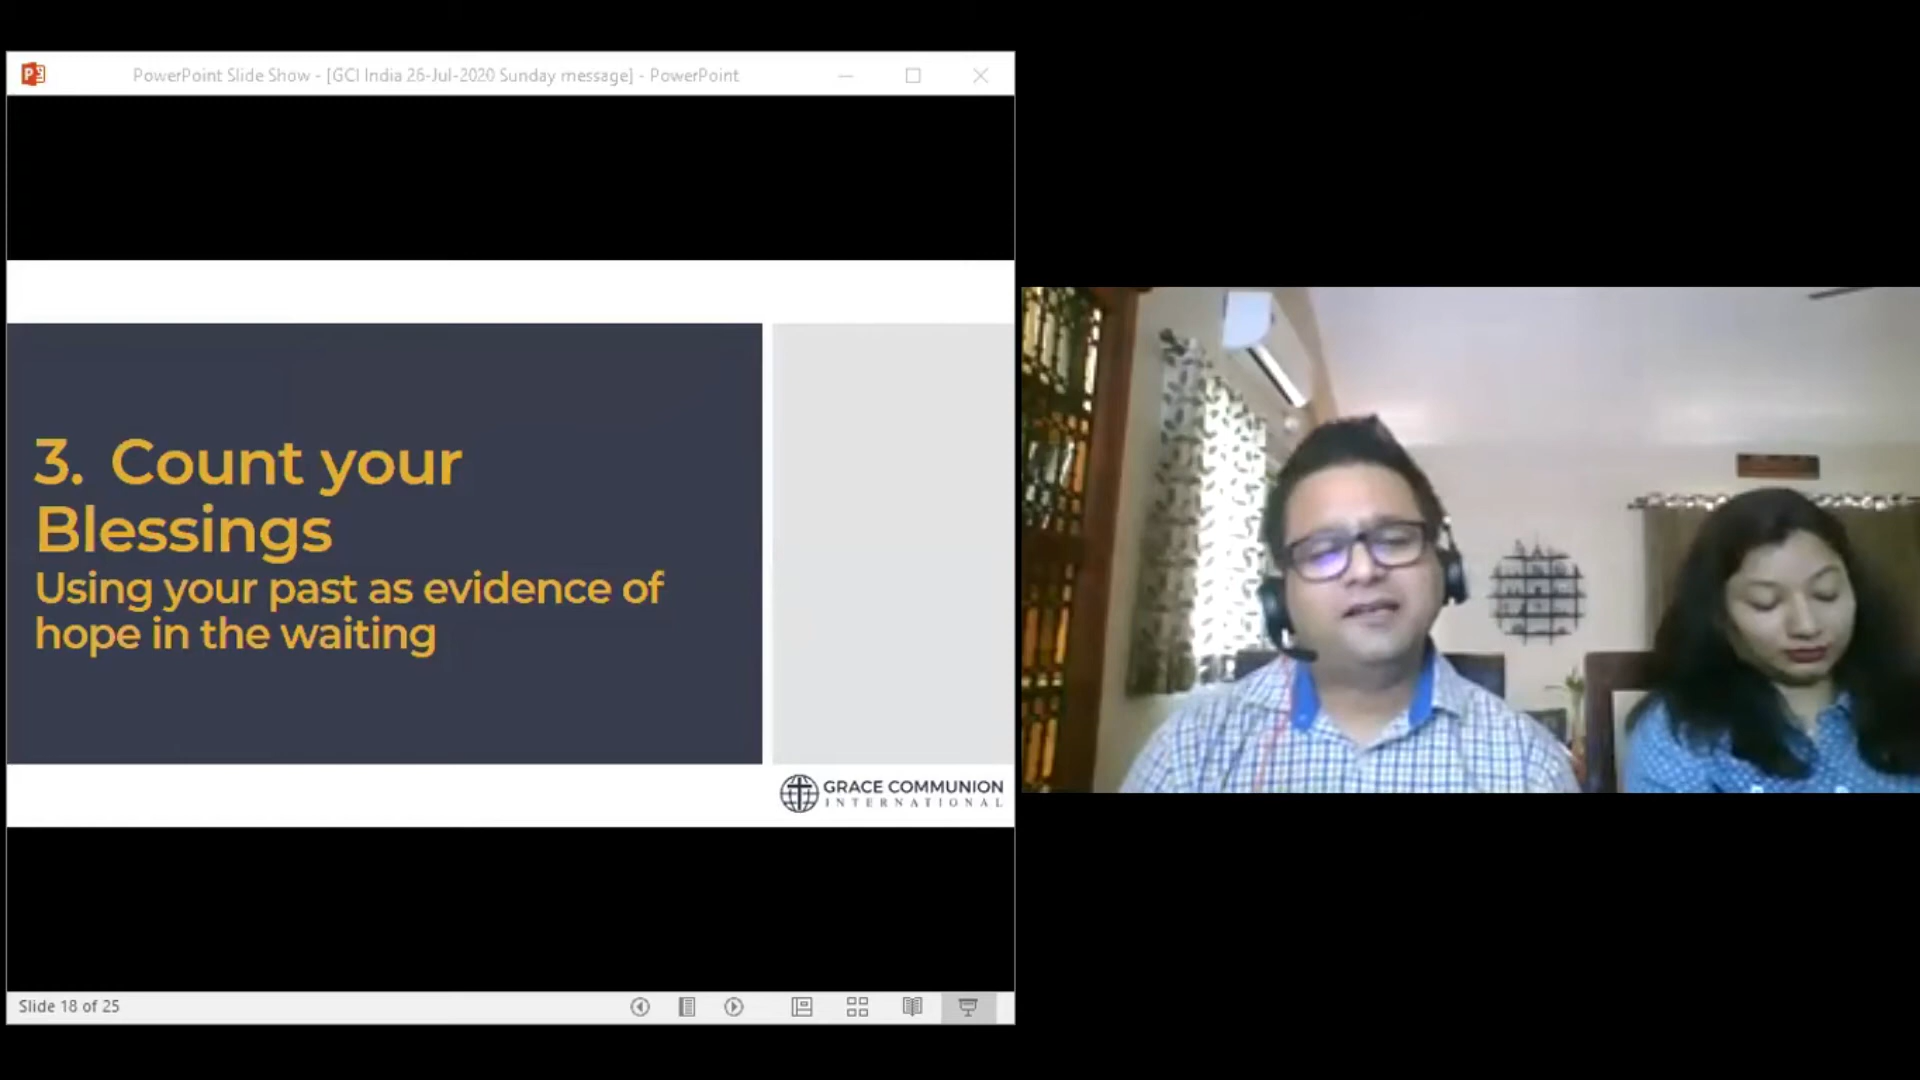 PowerPoint Slide Show - [GCI India 26-Jul-2020 Sunday message] - PowerPoint
3. Count your
Blessings
Using your past as evidence of
hope in the waiting
GRACE COMMUNION
INTERNATIONAL
Slide 18 of 25